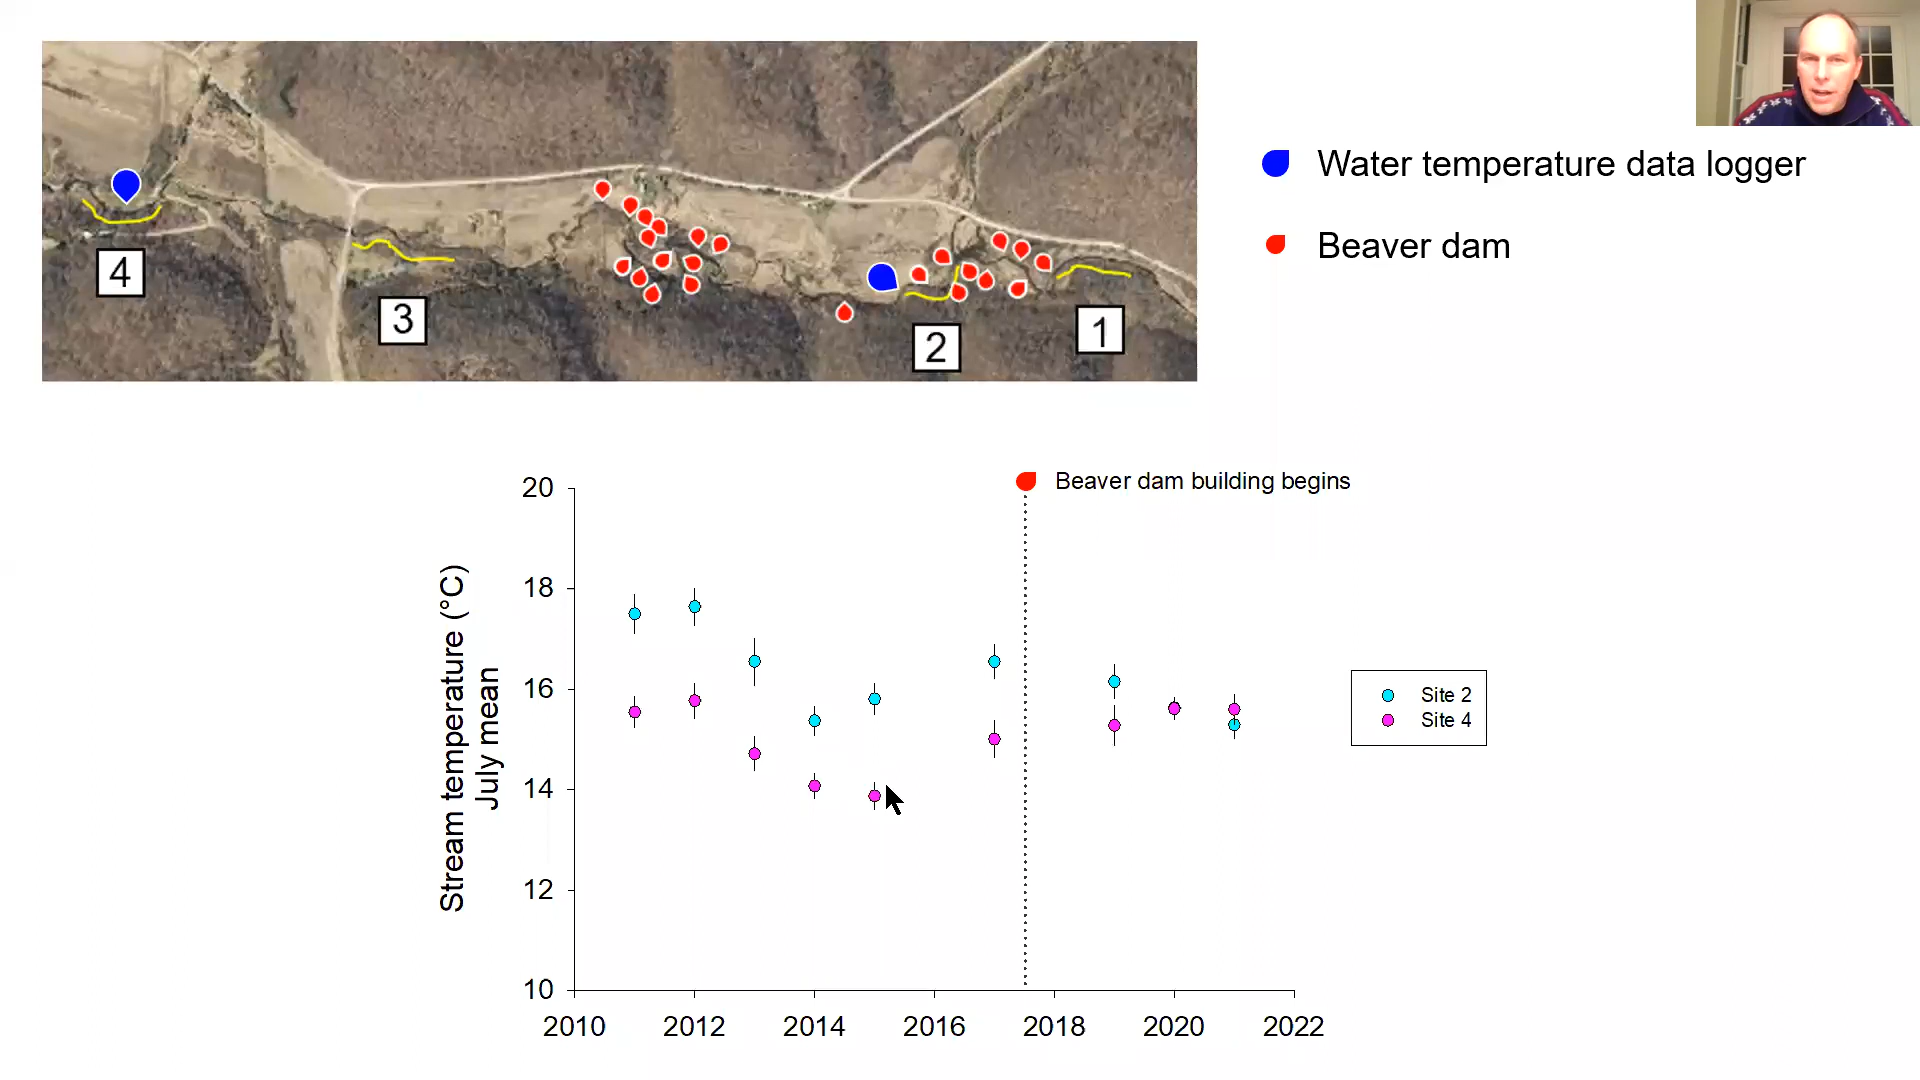 4
3
2
1
Water temperature data logger
Beaver dam
Beaver dam building begins
Stream temperature (°C)
July mean
20
18
16
14
12
10
2010 2012 2014 2016 2018 2020 2022
Site 2
Site 4